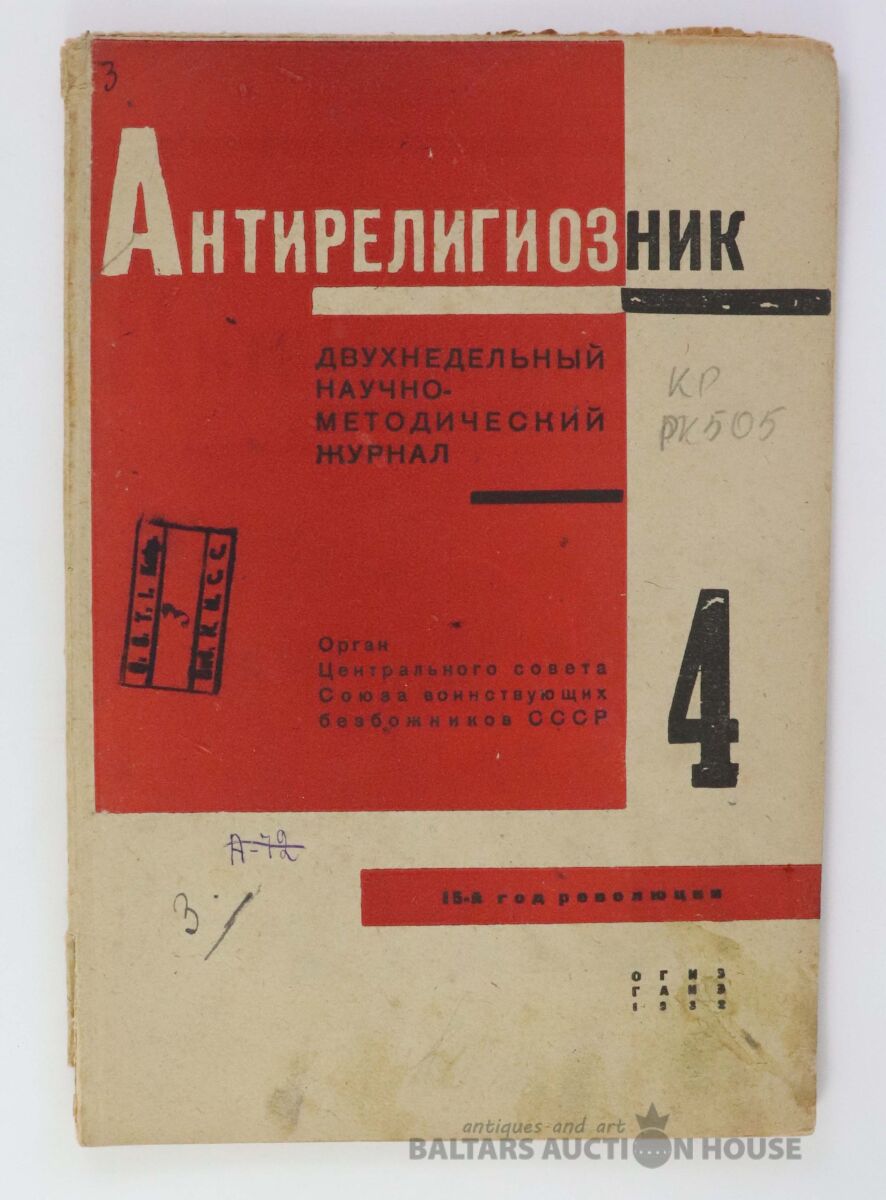 3
Антирелигиозник
ДВУХНЕДЕЛЬНЫЙ
НАУЧНО-
МЕТОДИЧЕСКИЙ
ЖУРНАЛ
КР
РК505
3
Орган
Центрального совета
Союза воинствующих
безбожников СССР
4
А-72
3/
15-й год революции
ОГИЗ
ГАИЗ
1932
antiques and art
BALTARS AUCTION HOUSE